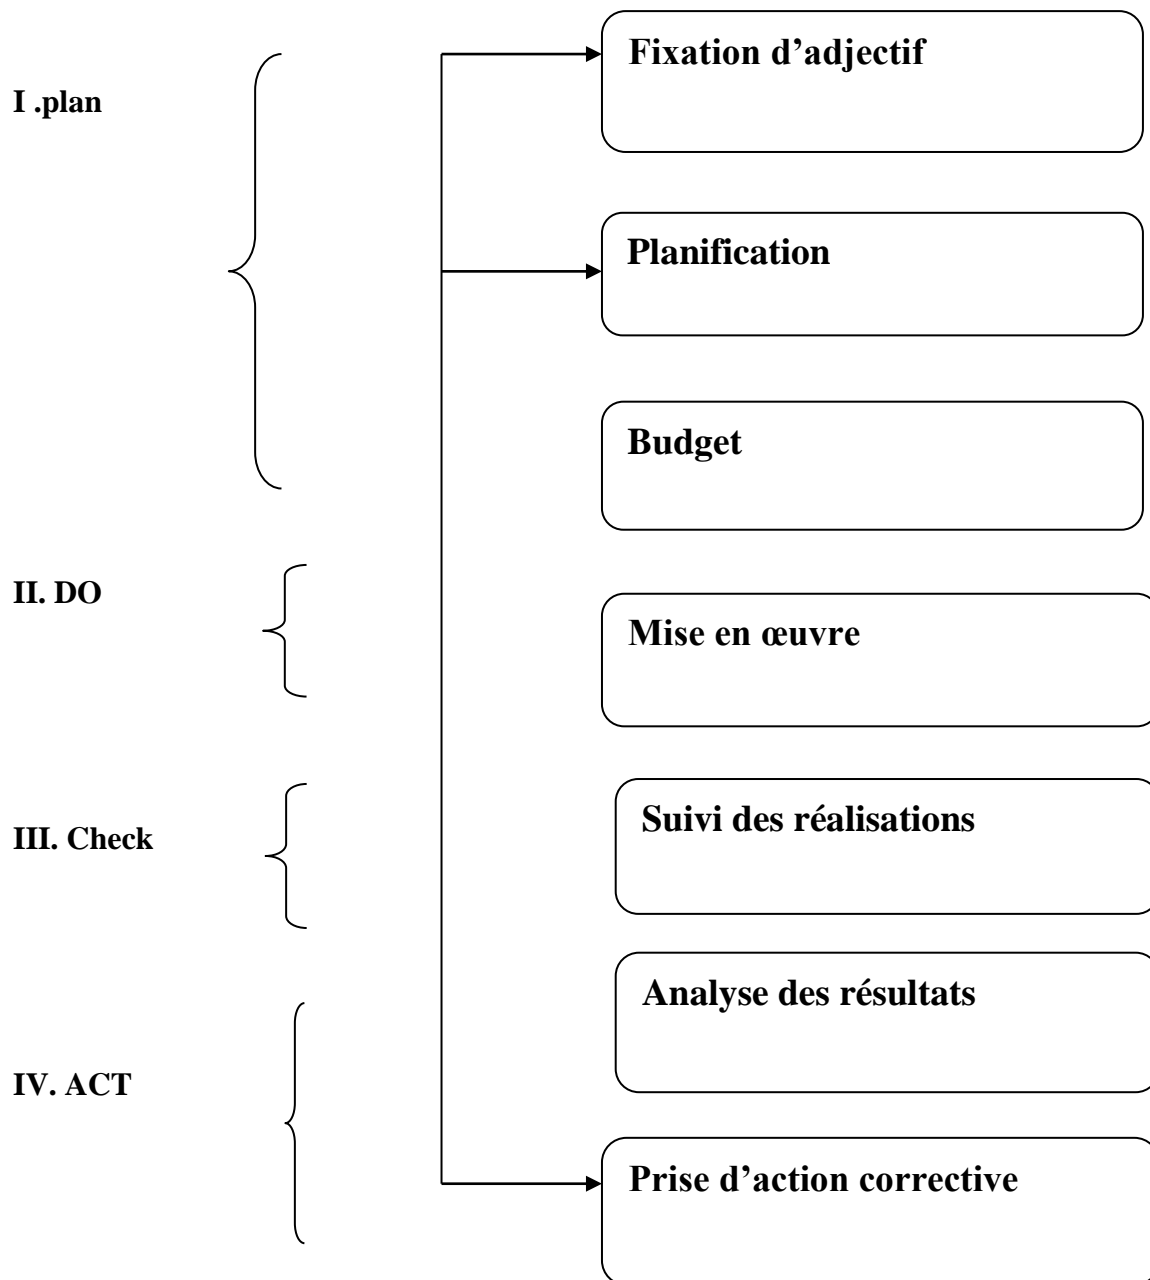 Fixation d’adjectif
I .plan
Planification
Budget
II. DO
Mise en œuvre
Suivi des réalisations
III. Check
Analyse des résultats
IV. ACT
Prise d’action corrective